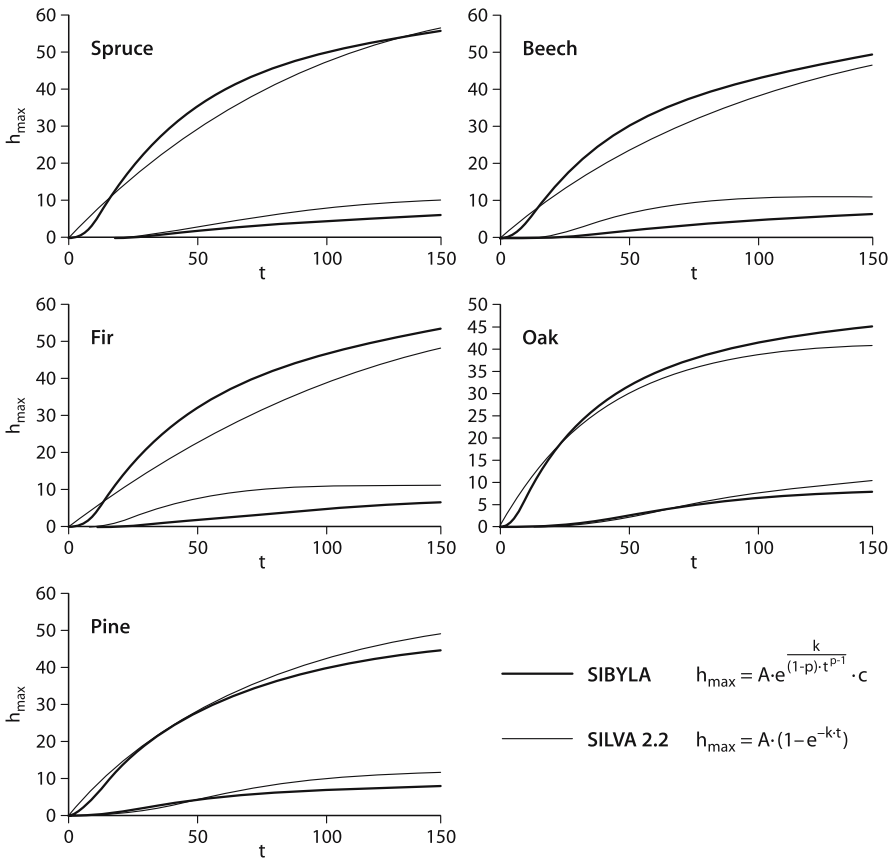 60
50
40
30
20
10
0
h_max
Spruce
0 50 100 150
t
60
50
40
30
20
10
0
Beech
0 50 100 150
t
60
50
40
30
20
10
0
h_max
Fir
0 50 100 150
t
50
45
40
35
30
25
20
15
10
5
0
Oak
0 50 100 150
t
60
50
40
30
20
10
0
h_max
Pine
0 50 100 150
t
SIBYLA h_max = A·e^(k/((1-p)·t^(p-1)))·c
SILVA 2.2 h_max = A·(1–e^(–k·t))